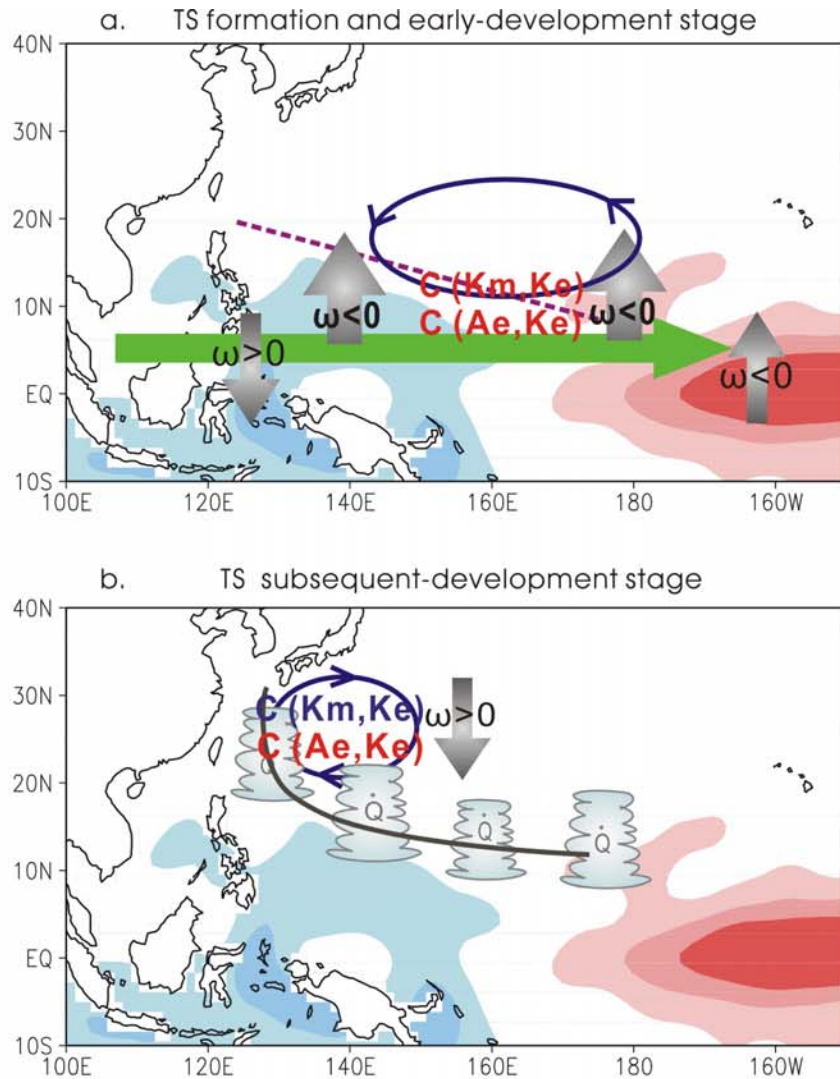 a. TS formation and early-development stage
40N
30N
20N
10N
EQ
10S
C (Km,Ke)
C (Ae,Ke)
ω<0
ω<0
ω>0
ω<0
100E 120E 140E 160E 180 160W
b. TS subsequent-development stage
40N
30N
20N
10N
EQ
10S
C (Km,Ke)
C (Ae,Ke)
ω>0
Q̇
Q̇
Q̇
Q̇
100E 120E 140E 160E 180 160W